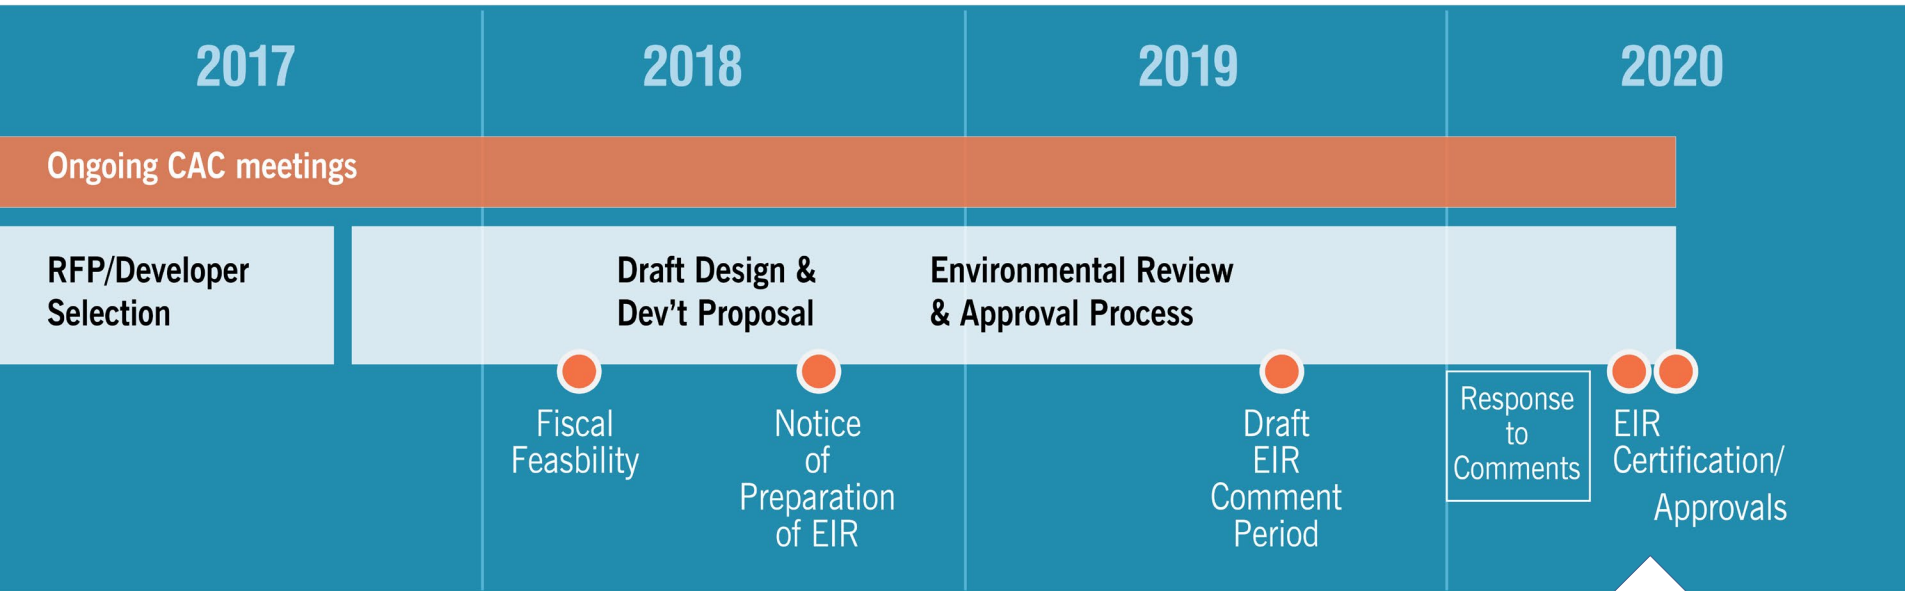 2017
2018
2019
2020
Ongoing CAC meetings
RFP/Developer
Selection
Draft Design &
Dev't Proposal
Environmental Review
& Approval Process
Fiscal
Feasbility
Notice
of
Preparation
of EIR
Draft
EIR
Comment
Period
Response
to
Comments
EIR
Certification/
Approvals